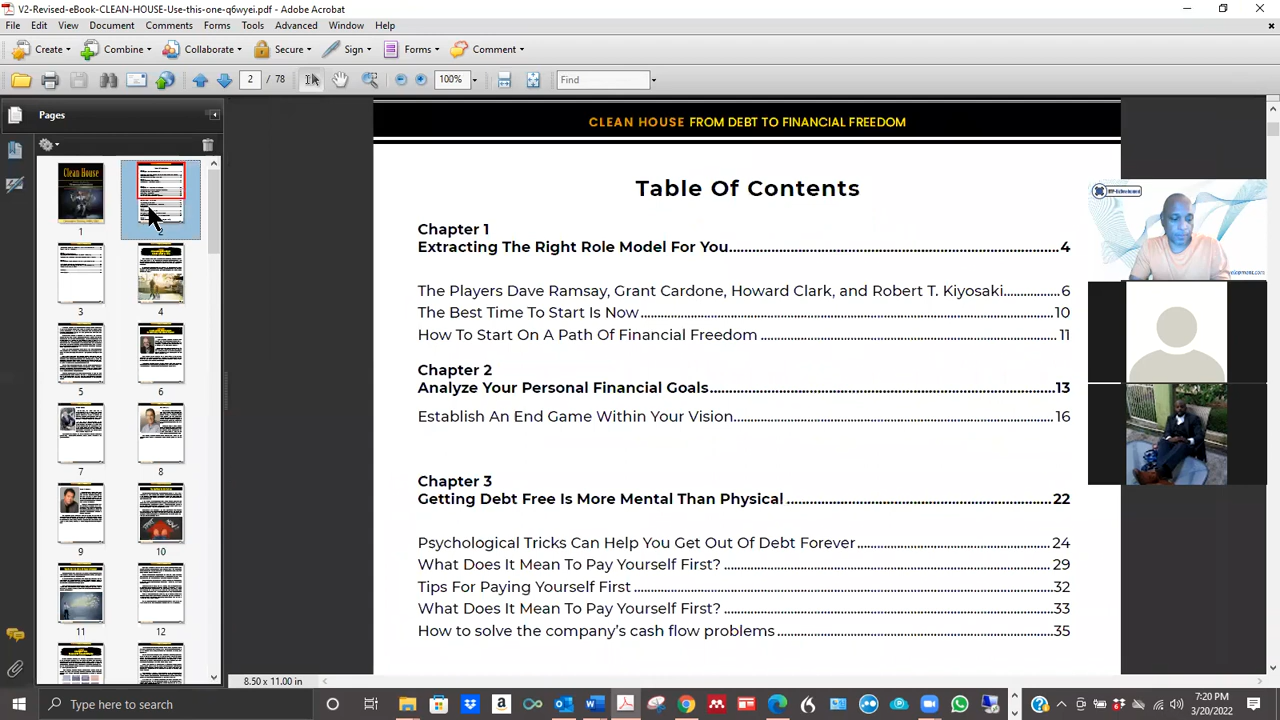 V2-Revised-eBook-CLEAN-HOUSE-Use-this-one-q6wyei.pdf - Adobe Acrobat
File Edit View Document Comments Forms Tools Advanced Window Help
Create Combine Collaborate Secure Sign Forms Comment
2 / 78 100% Find
Pages
Clean House
1
2
3
4
5
6
7
8
9
10
11
12
CLEAN HOUSE FROM DEBT TO FINANCIAL FREEDOM
Table Of Contents
Chapter 1
Extracting The Right Role Model For You 4
The Players Dave Ramsay, Grant Cardone, Howard Clark, and Robert T. Kiyosaki 6
The Best Time To Start Is Now 10
How To Start On A Path Of Financial Freedom 11
Chapter 2
Analyze Your Personal Financial Goals 13
Establish An End Game Within Your Vision 16
Chapter 3
Getting Debt Free Is More Mental Than Physical 22
Psychological Tricks Can Help You Get Out Of Debt Forever 24
What Does It Mean To Pay Yourself First? 29
Tips For Paying Yourself First 32
What Does It Mean To Pay Yourself First? 33
How to solve the company's cash flow problems 35
8.50 x 11.00 in
Type here to search
7:20 PM
3/20/2022